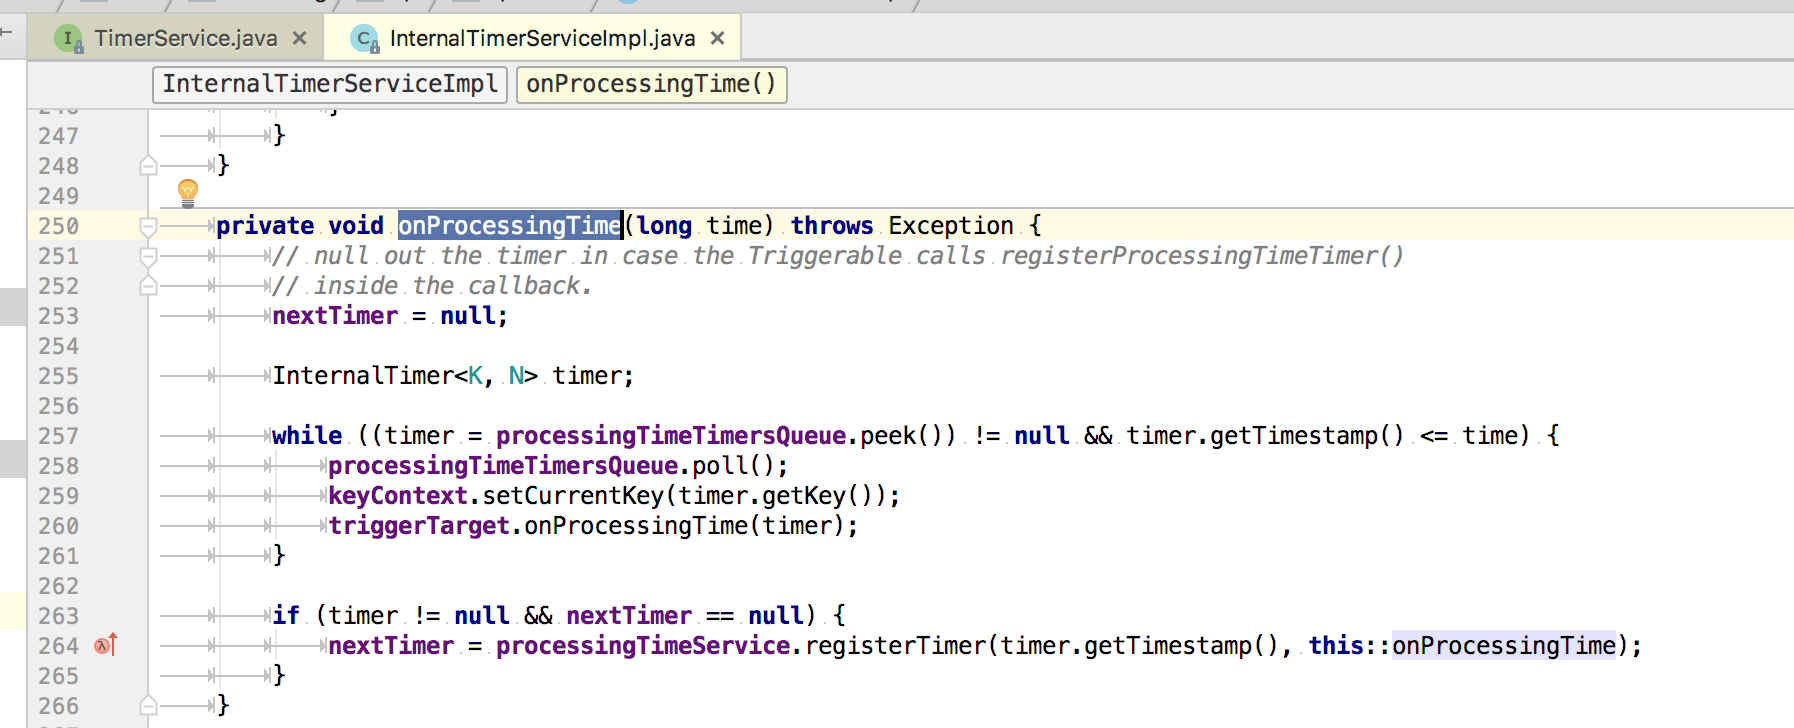 TimerService.java
InternalTimerServiceImpl.java
InternalTimerServiceImpl
onProcessingTime()
247 }
248 }
249
250 private void onProcessingTime(long time) throws Exception {
251 // null out the timer in case the Triggerable calls registerProcessingTimeTimer()
252 // inside the callback.
253 nextTimer = null;
254
255 InternalTimer<K, N> timer;
256
257 while ((timer = processingTimeTimersQueue.peek()) != null && timer.getTimestamp() <= time) {
258 processingTimeTimersQueue.poll();
259 keyContext.setCurrentKey(timer.getKey());
260 triggerTarget.onProcessingTime(timer);
261 }
262
263 if (timer != null && nextTimer == null) {
264 nextTimer = processingTimeService.registerTimer(timer.getTimestamp(), this::onProcessingTime);
265 }
266 }